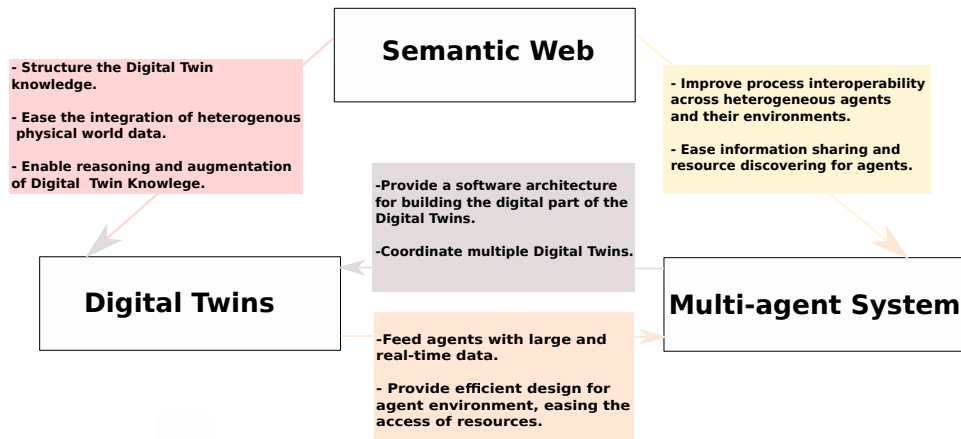 Semantic Web
- Structure the Digital Twin
knowledge.
- Ease the integration of heterogenous
physical world data.
- Enable reasoning and augmentation
of Digital Twin Knowlege.
- Improve process interoperability
across heterogeneous agents
and their environments.
- Ease information sharing and
resource discovering for agents.
-Provide a software architecture
for building the digital part of the
Digital Twins.
-Coordinate multiple Digital Twins.
Digital Twins
Multi-agent System
-Feed agents with large and
real-time data.
- Provide efficient design for
agent environment, easing the
access of resources.